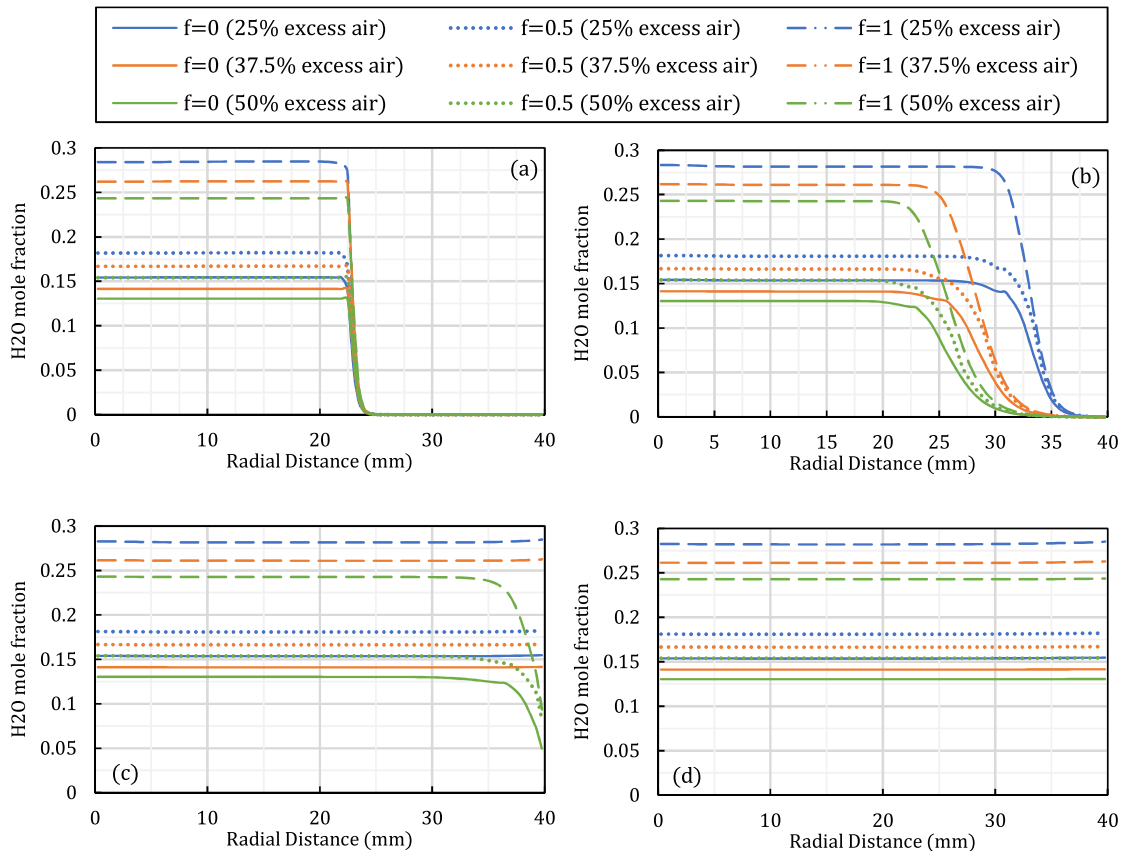 f=0 (25% excess air) f=0.5 (25% excess air) f=1 (25% excess air)
f=0 (37.5% excess air) f=0.5 (37.5% excess air) f=1 (37.5% excess air)
f=0 (50% excess air) f=0.5 (50% excess air) f=1 (50% excess air)
H2O mole fraction
0.3
0.25
0.2
0.15
0.1
0.05
0
(a)
0 10 20 30 40
Radial Distance (mm)
H2O mole fraction
0.3
0.25
0.2
0.15
0.1
0.05
0
(b)
0 5 10 15 20 25 30 35 40
Radial Distance (mm)
H2O mole fraction
0.3
0.25
0.2
0.15
0.1
0.05
0
(c)
0 10 20 30 40
Radial Distance (mm)
H2O mole fraction
0.3
0.25
0.2
0.15
0.1
0.05
0
(d)
0 5 10 15 20 25 30 35 40
Radial Distance (mm)